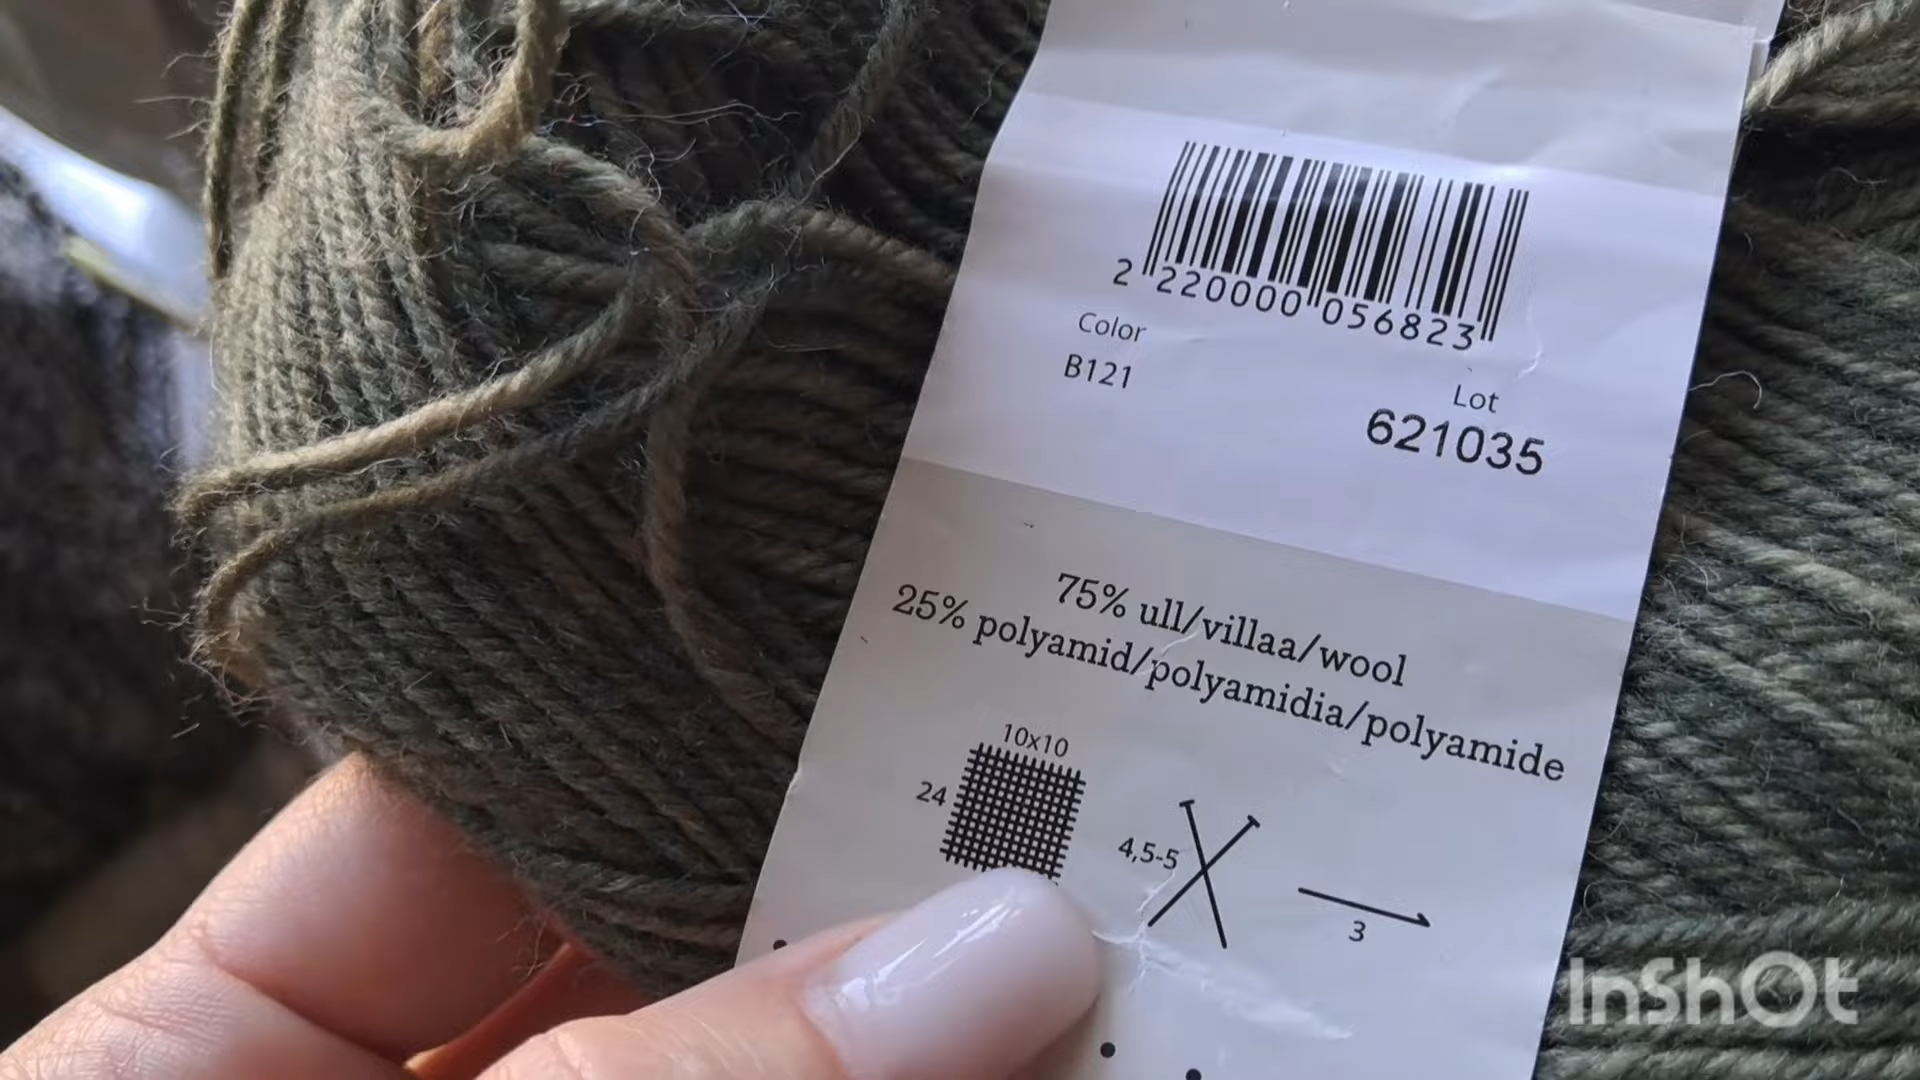 2 220000 056823
Color
B121
Lot
621035
75% ull/villaa/wool
25% polyamid/polyamidia/polyamide
10x10
24
4,5-5
3
InShOt